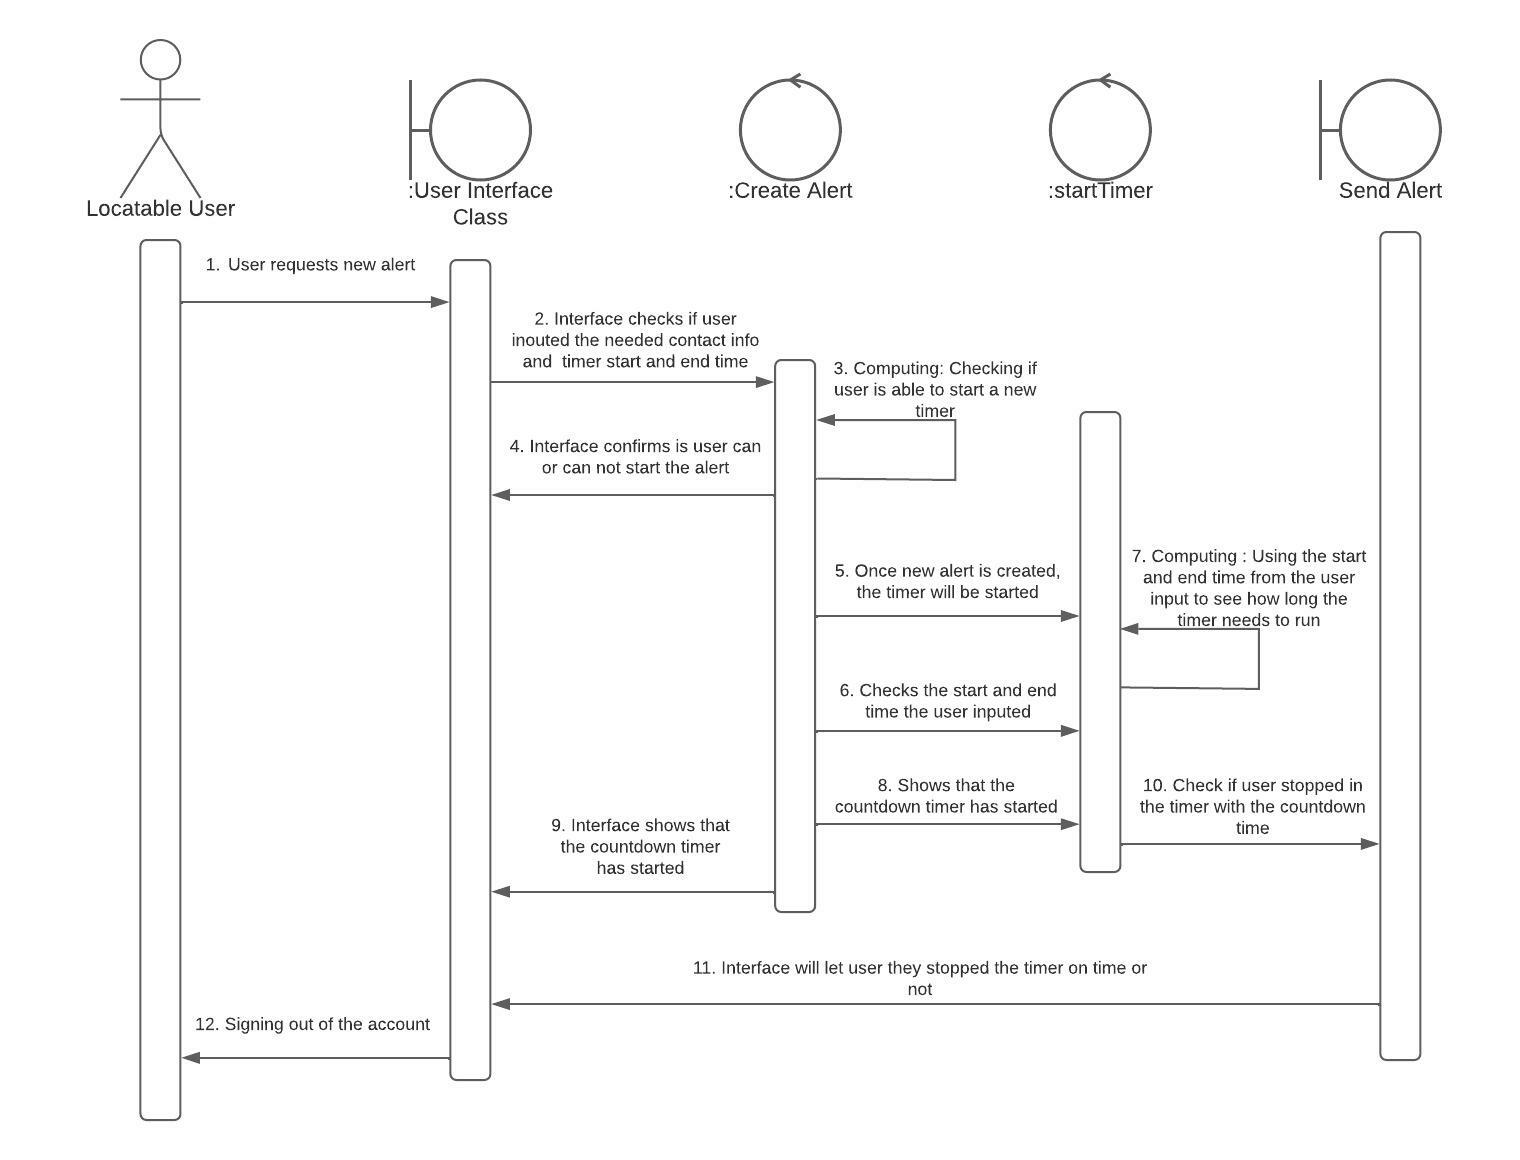 Locatable User
:User Interface
Class
:Create Alert
:startTimer
Send Alert
1. User requests new alert
2. Interface checks if user
inouted the needed contact info
and timer start and end time
3. Computing: Checking if
user is able to start a new
timer
4. Interface confirms is user can
or can not start the alert
5. Once new alert is created,
the timer will be started
7. Computing : Using the start
and end time from the user
input to see how long the
timer needs to run
6. Checks the start and end
time the user inputed
8. Shows that the
countdown timer has started
10. Check if user stopped in
the timer with the countdown
time
9. Interface shows that
the countdown timer
has started
11. Interface will let user they stopped the timer on time or
not
12. Signing out of the account